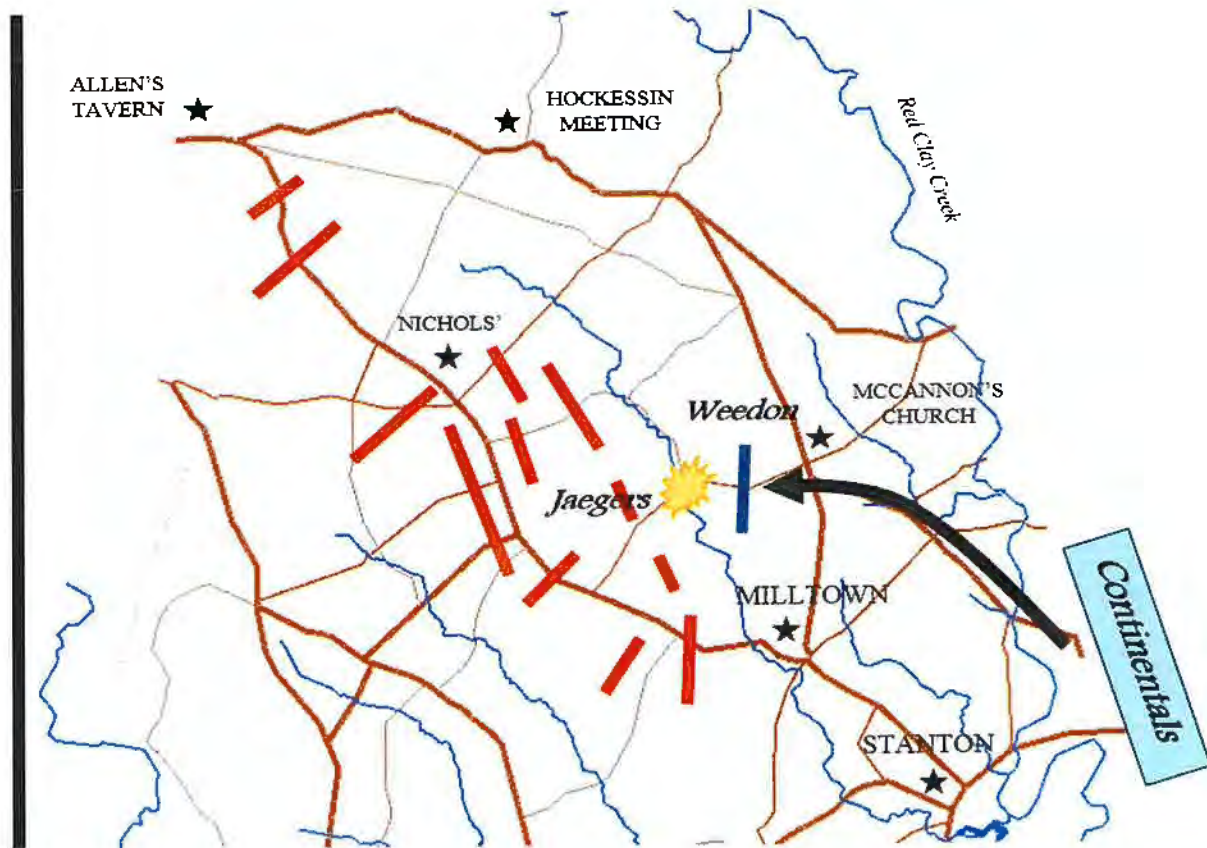 ALLEN'S
TAVERN
HOCKESSIN
MEETING
Red Clay Creek
NICHOLS'
Weedon
MCCANNON'S
CHURCH
Jaegers
MILLTOWN
Continentals
STANTON